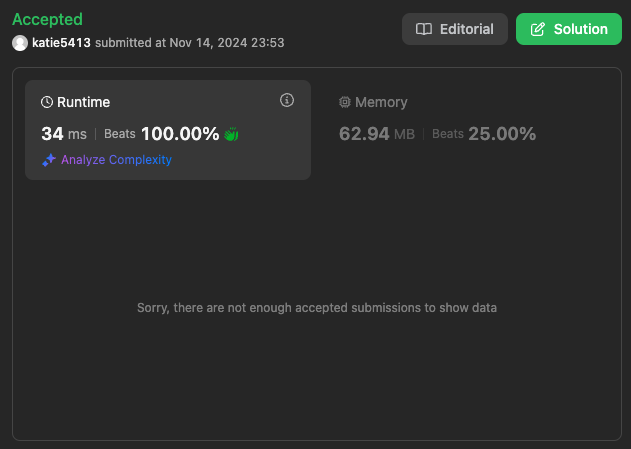 Accepted
katie5413 submitted at Nov 14, 2024 23:53
Editorial
Solution
Runtime
34 ms | Beats 100.00%
Analyze Complexity
Memory
62.94 MB | Beats 25.00%
Sorry, there are not enough accepted submissions to show data